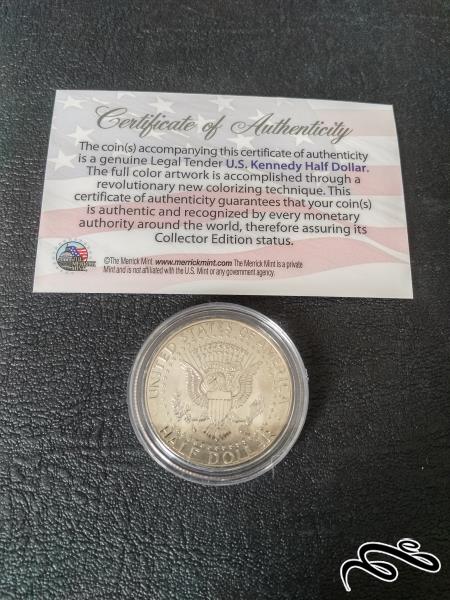 Certificate of Authenticity
The coin(s) accompanying this certificate of authenticity
is a genuine Legal Tender U.S. Kennedy Half Dollar.
The full color artwork is accomplished through a
revolutionary new colorizing technique. This
certificate of authenticity guarantees that your coin(s)
is authentic and recognized by every monetary
authority around the world, therefore assuring its
Collector Edition status.
©The Merrick Mint. www.merrickmint.com The Merrick Mint is a private
Mint and is not affiliated with the U.S. Mint or any government agency.
UNITED STATES OF AMERICA
HALF DOLLAR